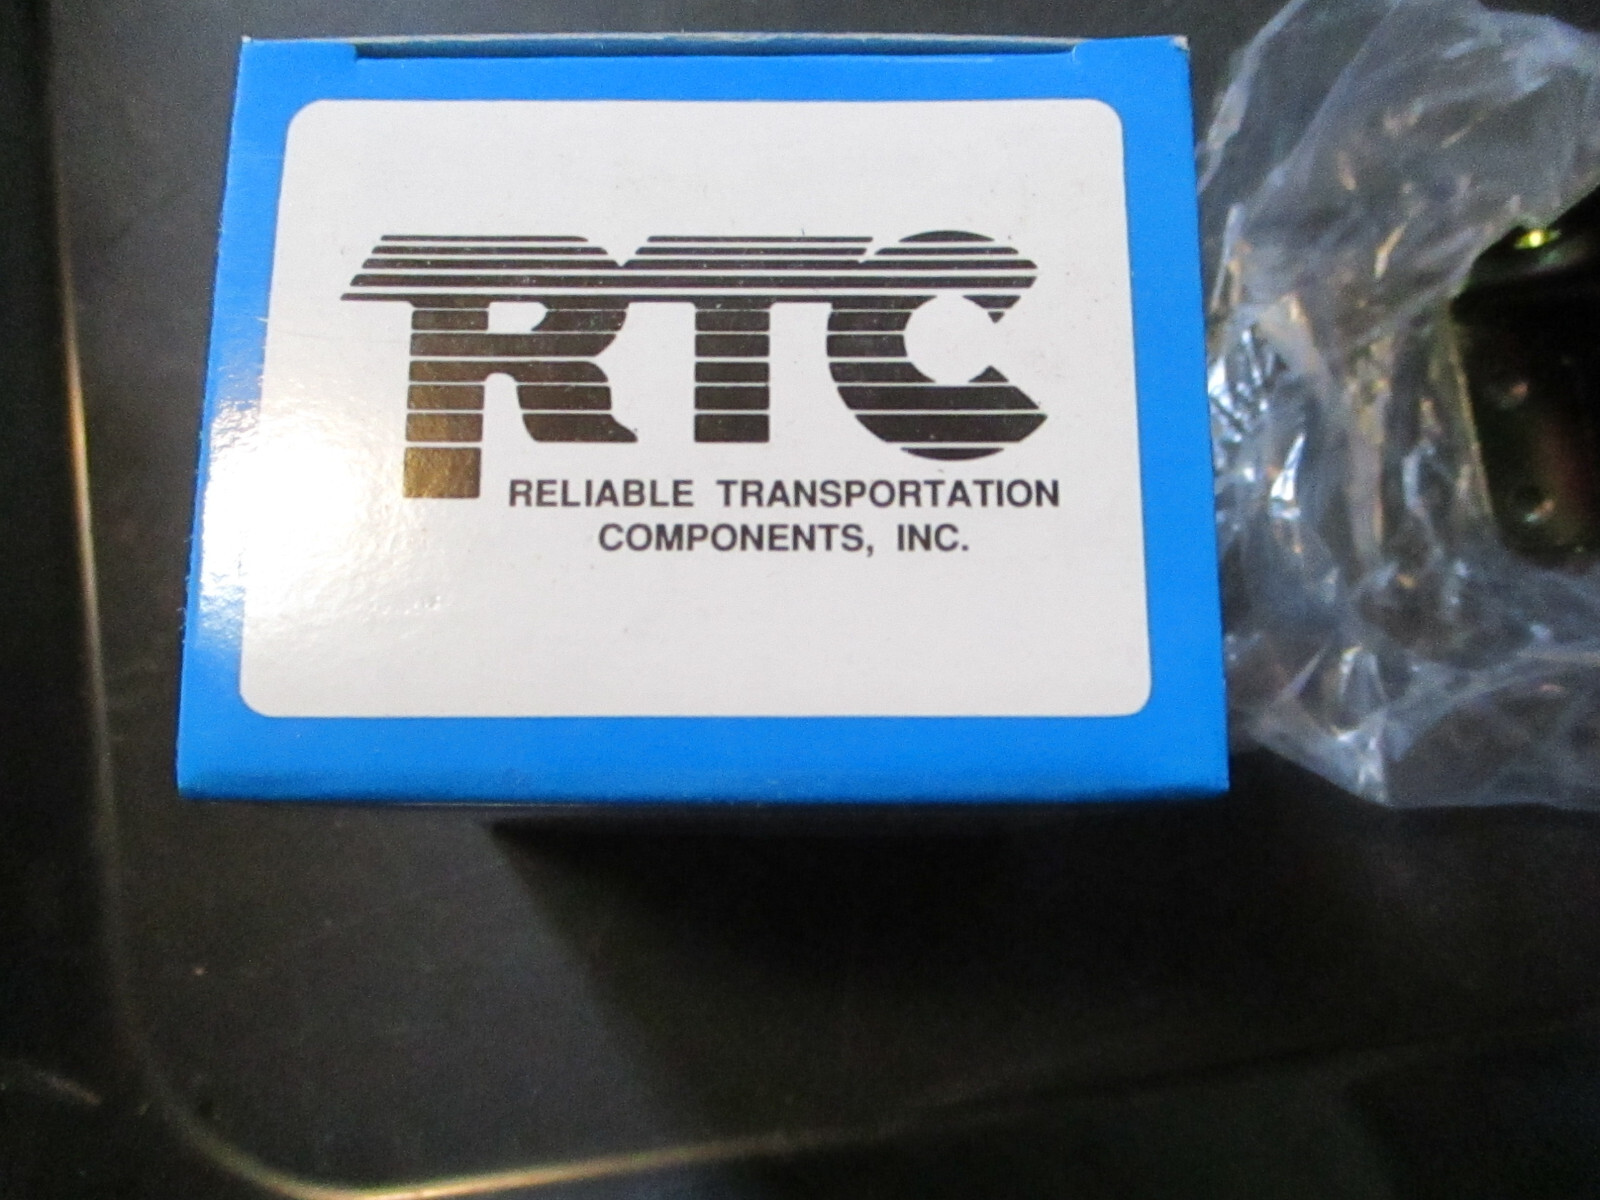 RTC
RELIABLE TRANSPORTATION
COMPONENTS, INC.